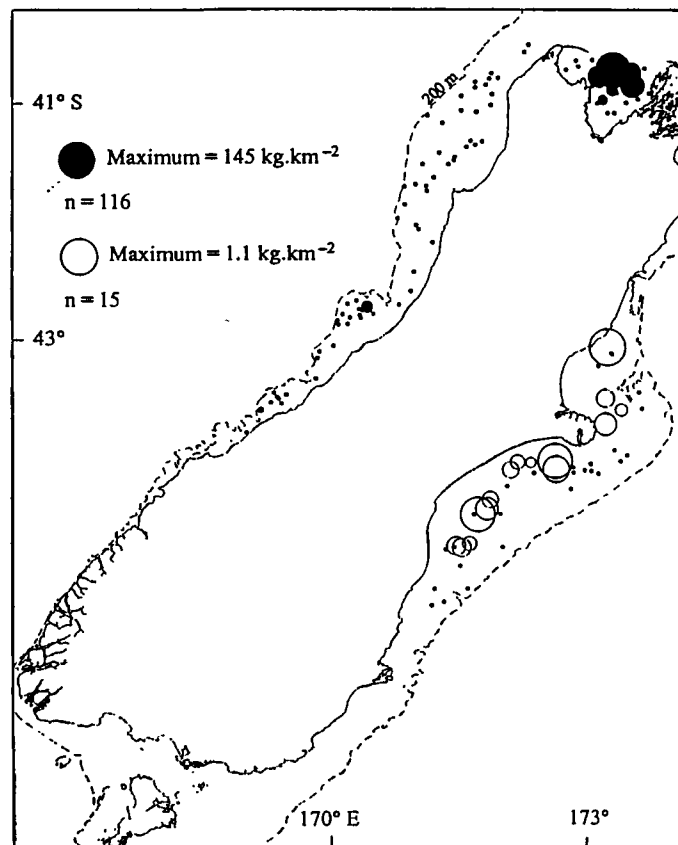 200 m
41° S
Maximum = 145 kg.km⁻²
n = 116
Maximum = 1.1 kg.km⁻²
n = 15
43°
170° E
173°